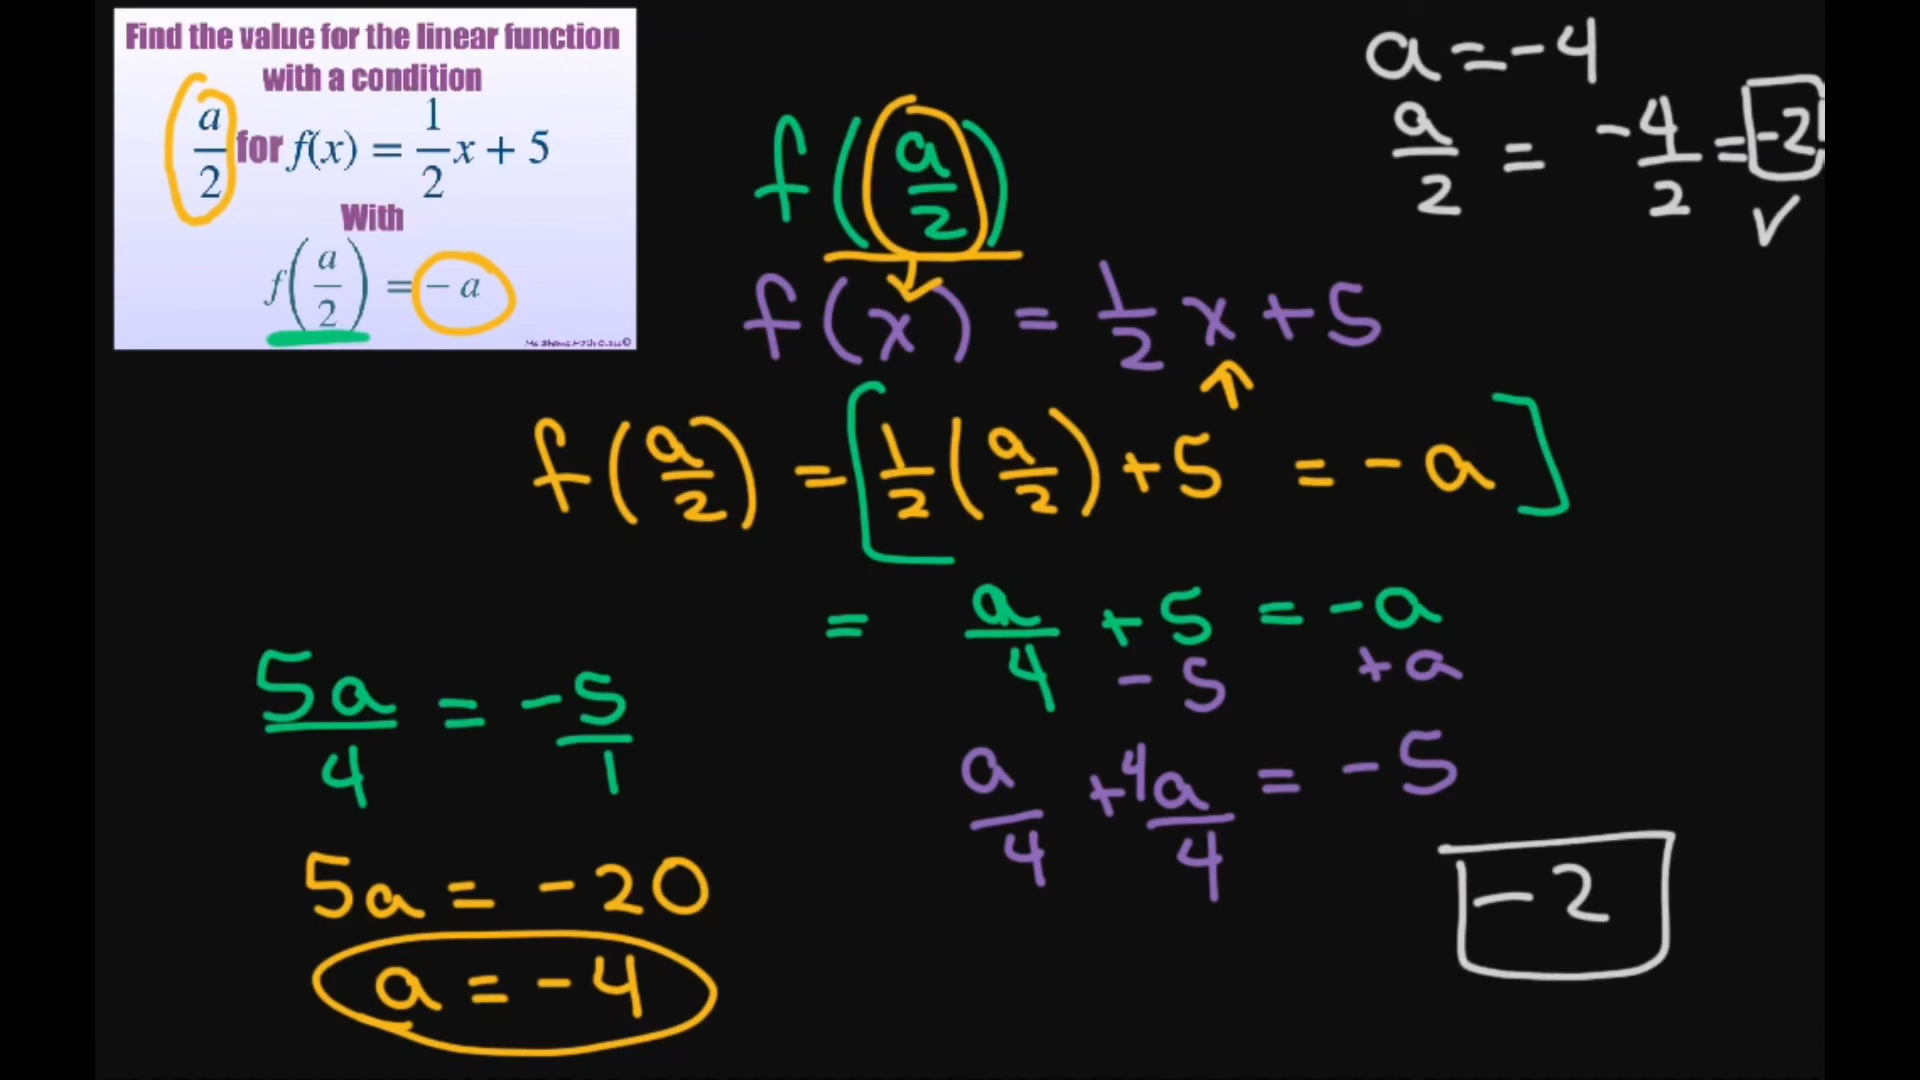 Find the value for the linear function
with a condition
a/2 for f(x) = 1/2 x + 5
With
f(a/2) = - a
a = -4
a/2 = -4/2 = -2
✓
f(a/2)
f(x) = 1/2 x + 5
f(a/2) = [1/2 (a/2) + 5 = -a]
= a/4 + 5 = -a
- 5 + a
a/4 + 4a/4 = -5
5a/4 = -5/1
5a = -20
a = -4
-2